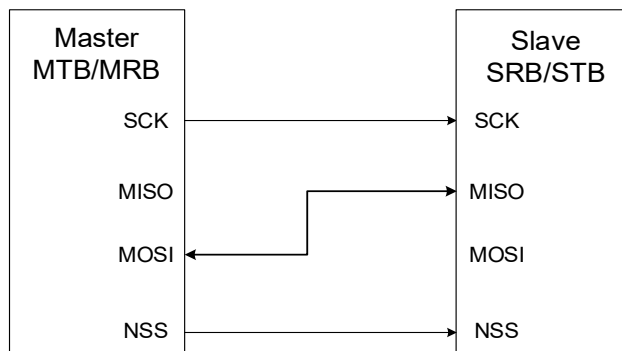 Master
MTB/MRB
SCK
MISO
MOSI
NSS
Slave
SRB/STB
SCK
MISO
MOSI
NSS